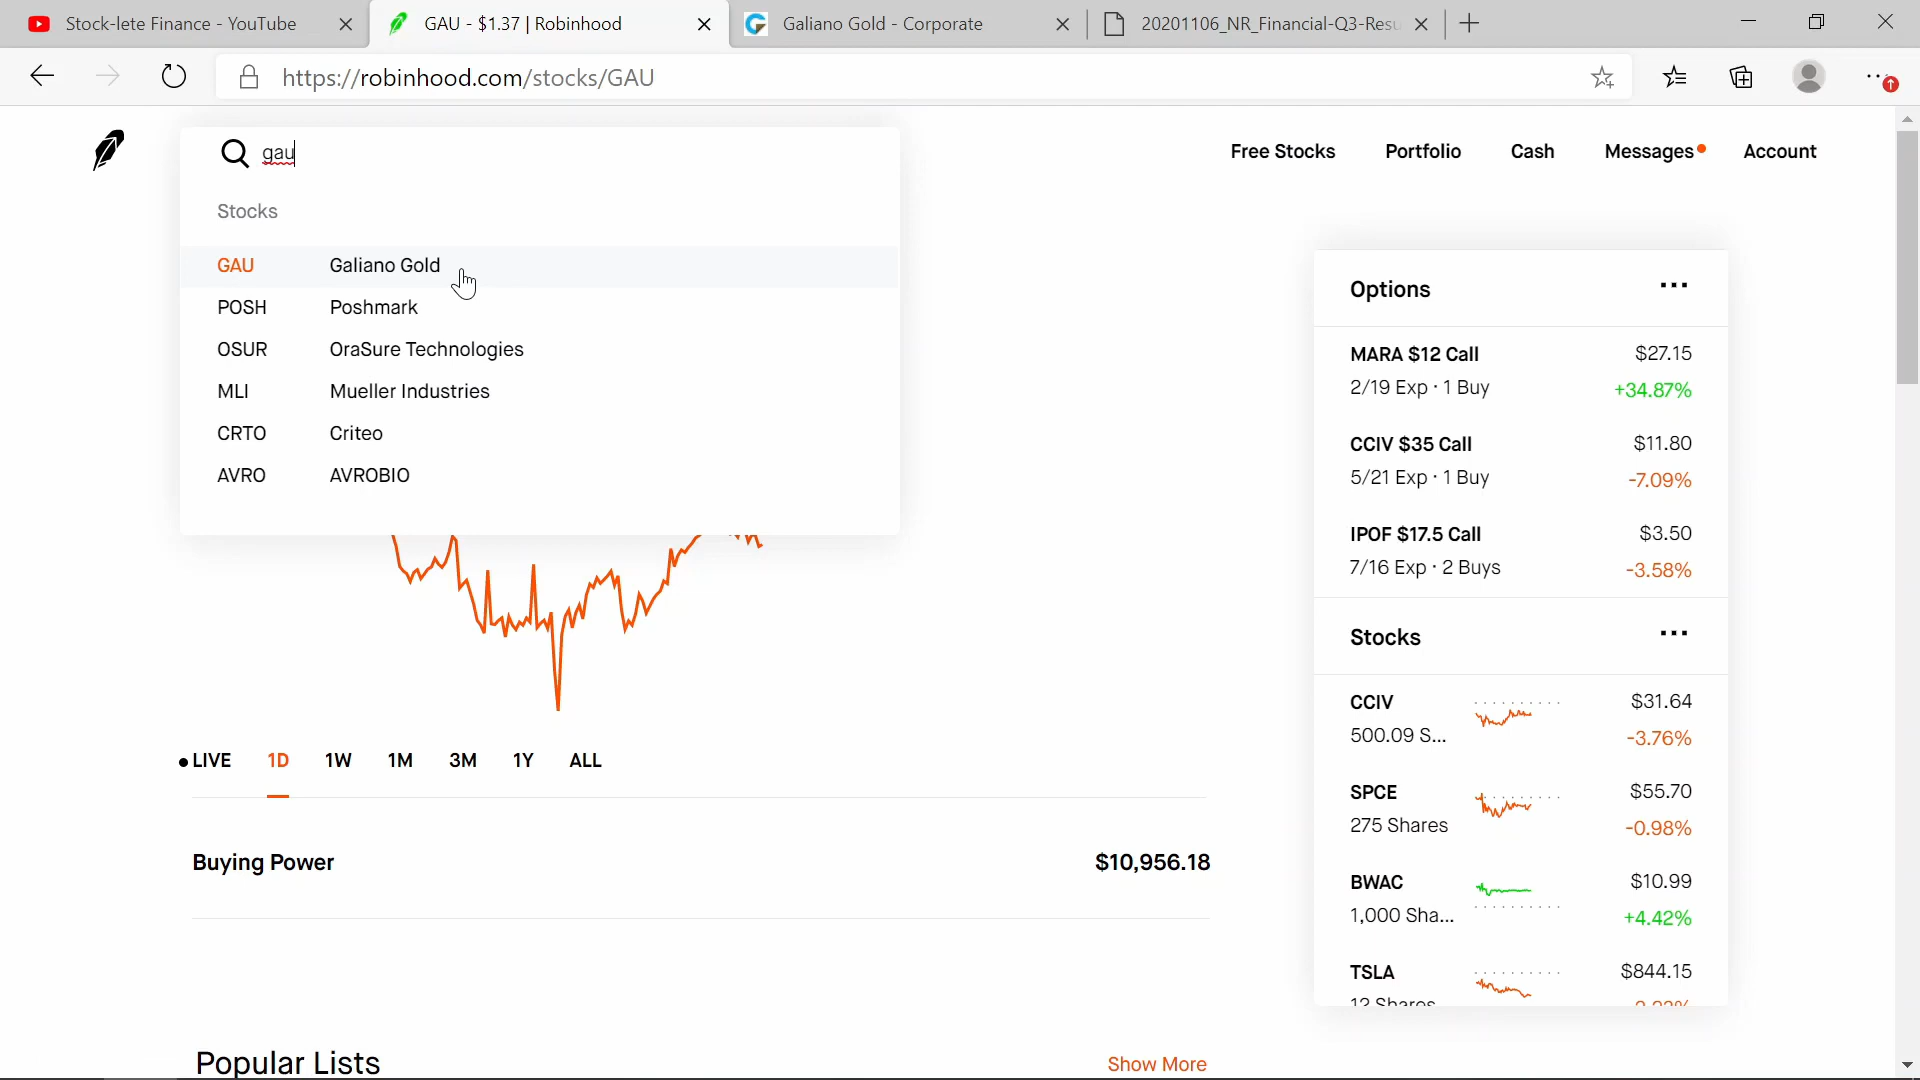 Stock-lete Finance - YouTube
GAU - $1.37 | Robinhood
Galiano Gold - Corporate
20201106_NR_Financial-Q3-Resu
https://robinhood.com/stocks/GAU
gau
Free Stocks
Portfolio
Cash
Messages
Account
Stocks
GAU Galiano Gold
POSH Poshmark
OSUR OraSure Technologies
MLI Mueller Industries
CRTO Criteo
AVRO AVROBIO
LIVE 1D 1W 1M 3M 1Y ALL
Buying Power $10,956.18
Popular Lists Show More
Options
MARA $12 Call $27.15
2/19 Exp · 1 Buy +34.87%
CCIV $35 Call $11.80
5/21 Exp · 1 Buy -7.09%
IPOF $17.5 Call $3.50
7/16 Exp · 2 Buys -3.58%
Stocks
CCIV $31.64
500.09 S... -3.76%
SPCE $55.70
275 Shares -0.98%
BWAC $10.99
1,000 Sha... +4.42%
TSLA $844.15
12 Shares